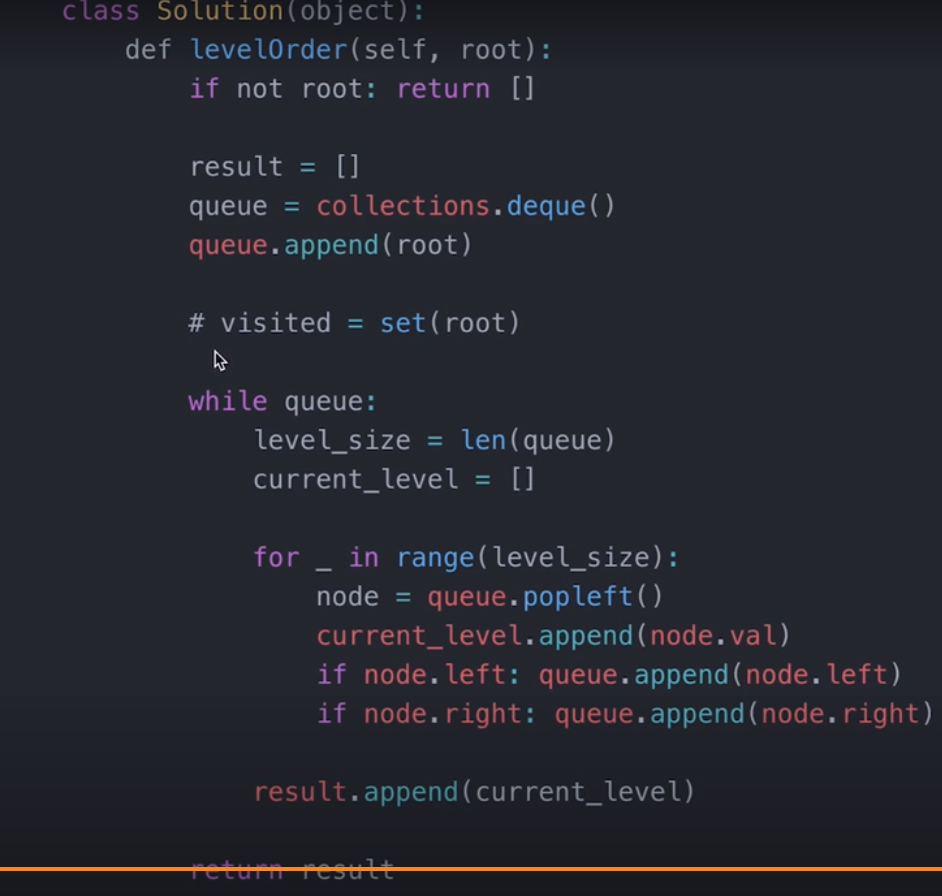 class Solution(object):
def levelOrder(self, root):
if not root: return []
result = []
queue = collections.deque()
queue.append(root)
# visited = set(root)
while queue:
level_size = len(queue)
current_level = []
for _ in range(level_size):
node = queue.popleft()
current_level.append(node.val)
if node.left: queue.append(node.left)
if node.right: queue.append(node.right)
result.append(current_level)
return result